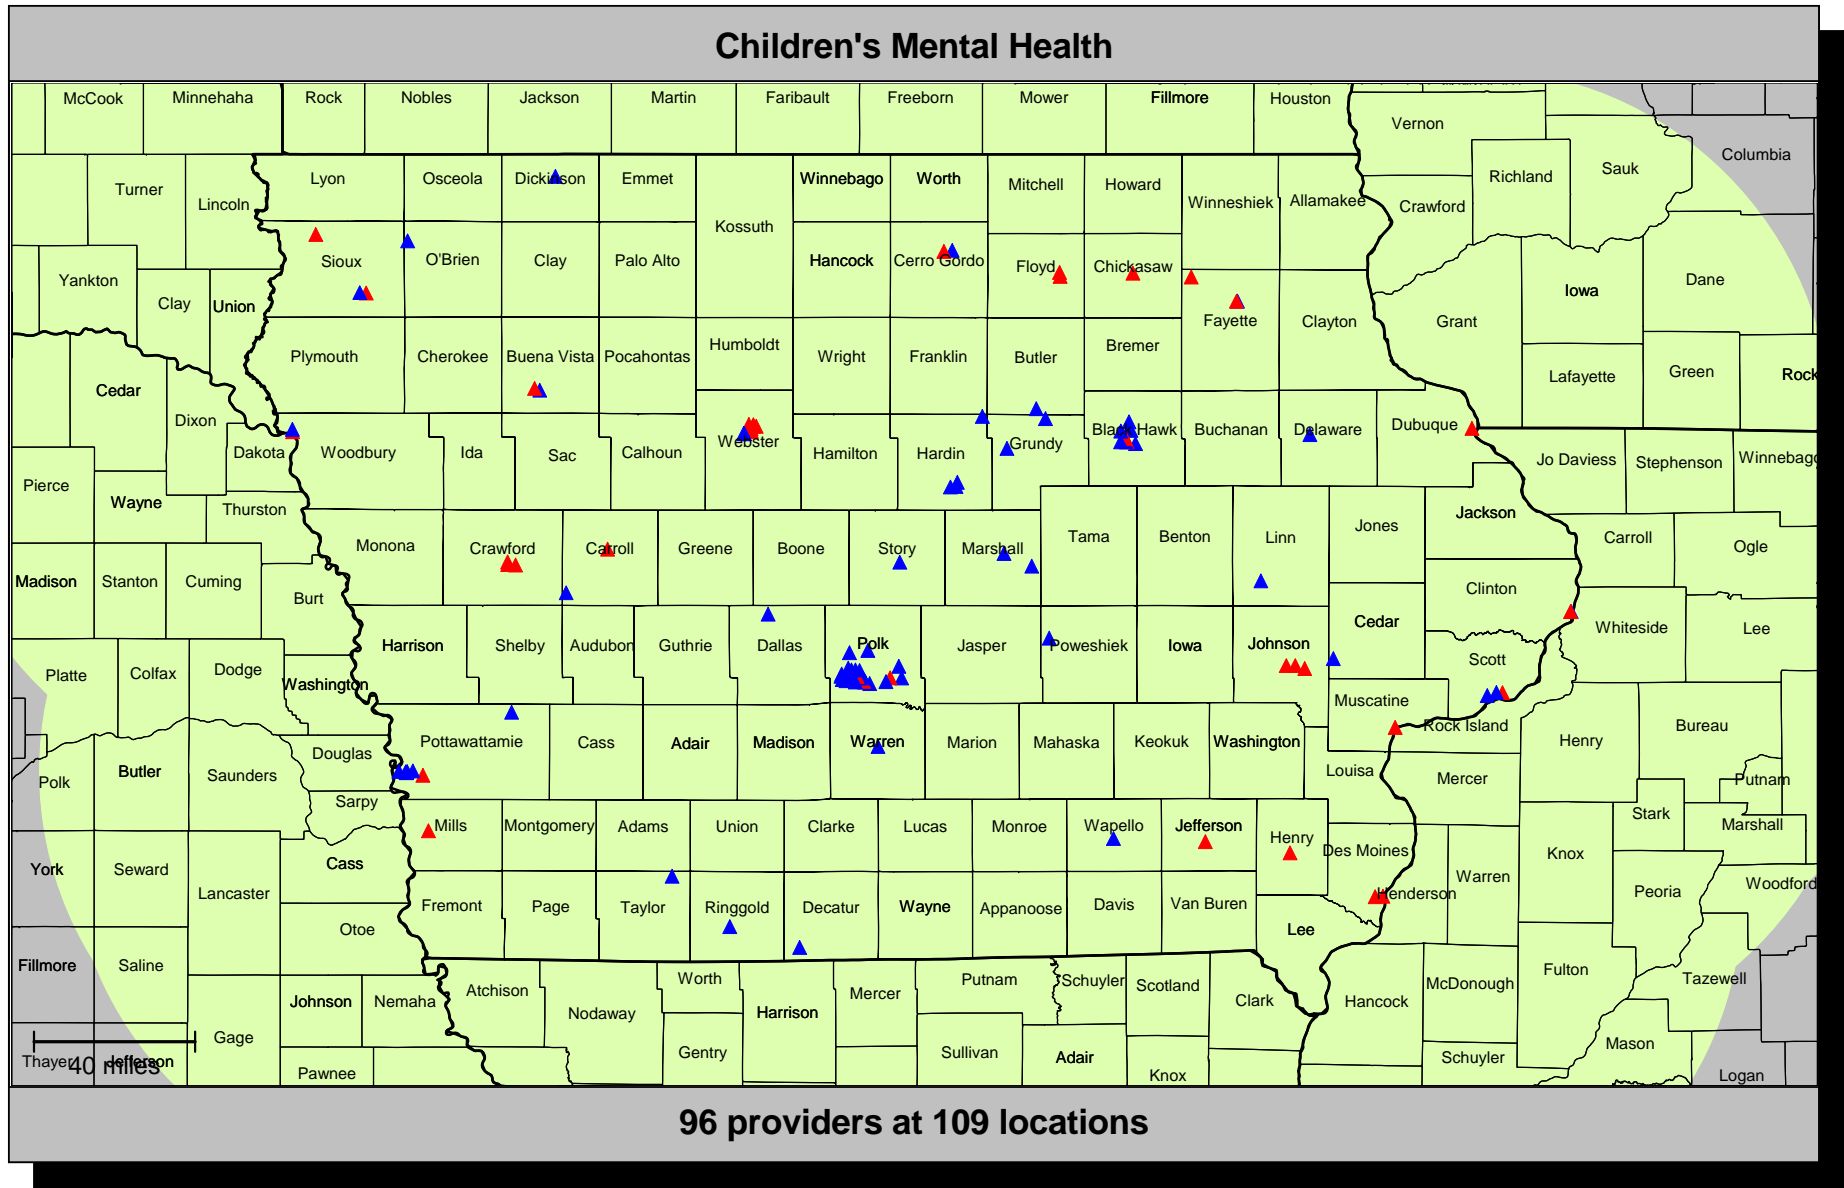 Children's Mental Health
McCook Minnehaha Rock Nobles Jackson Martin Faribault Freeborn Mower Fillmore Houston
Vernon
Columbia
Turner Lincoln Lyon Osceola Dickinson Emmet Winnebago Worth Mitchell Howard Winneshiek Allamakee Crawford Richland Sauk
Kossuth
Yankton Clay Union Sioux O'Brien Clay Palo Alto Hancock Cerro Gordo Floyd Chickasaw Iowa Dane
Fayette Clayton Grant
Cedar Plymouth Cherokee Buena Vista Pocahontas Humboldt Wright Franklin Butler Bremer Lafayette Green Rock
Dixon
Dakota Woodbury Ida Sac Calhoun Webster Hamilton Hardin Grundy Black Hawk Buchanan Delaware Dubuque Jo Daviess Stephenson Winnebago
Pierce Wayne Thurston
Monona Crawford Carroll Greene Boone Story Marshall Tama Benton Linn Jones Jackson Carroll Ogle
Madison Stanton Cuming Burt Clinton
Harrison Shelby Audubon Guthrie Dallas Polk Jasper Poweshiek Iowa Johnson Cedar Scott Whiteside Lee
Platte Colfax Dodge Washington
Muscatine Rock Island Bureau
Douglas Pottawattamie Cass Adair Madison Warren Marion Mahaska Keokuk Washington Henry
Polk Butler Saunders Louisa Mercer Putnam
Sarpy Mills Montgomery Adams Union Clarke Lucas Monroe Wapello Jefferson Henry Des Moines Stark Marshall
York Seward Cass Knox
Lancaster Fremont Page Taylor Ringgold Decatur Wayne Appanoose Davis Van Buren Henderson Warren Peoria Woodford
Otoe Lee
Fillmore Saline Fulton Tazewell
Johnson Nemaha Atchison Nodaway Worth Harrison Mercer Putnam Schuyler Scotland Clark Hancock McDonough
Gage Gentry Sullivan Adair Schuyler Mason
Thayer Jefferson
40 miles
Pawnee Knox Logan
96 providers at 109 locations